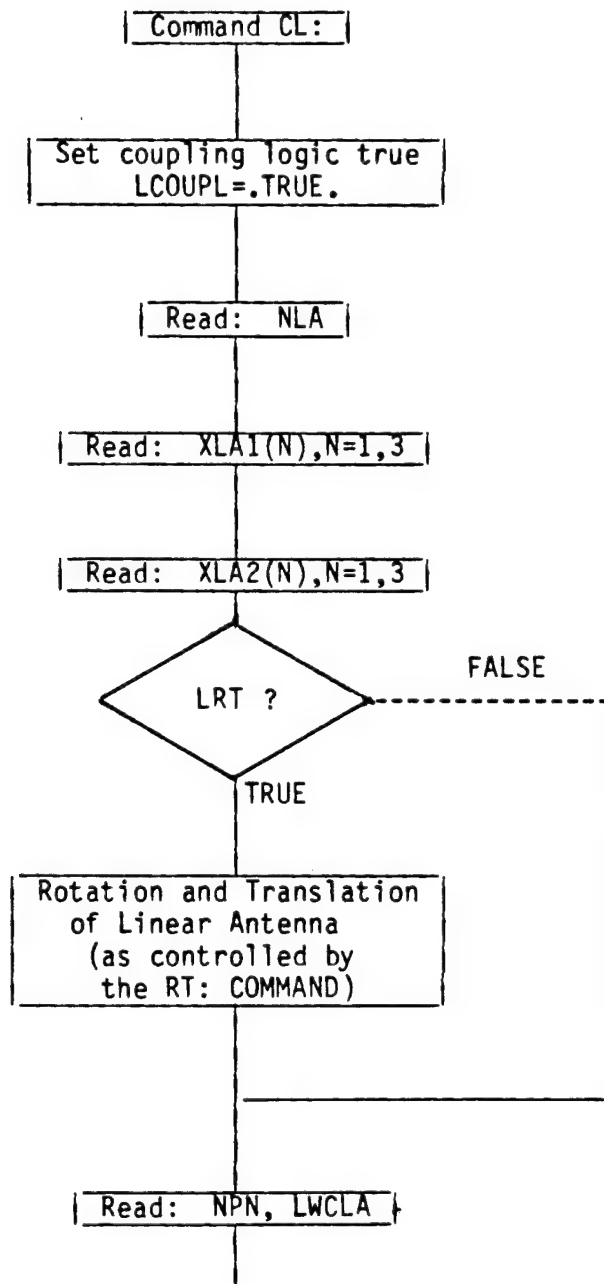 Command CL:
Set coupling logic true
LCOUPL=.TRUE.
Read: NLA
Read: XLA1(N),N=1,3
Read: XLA2(N),N=1,3
LRT ?
FALSE
TRUE
Rotation and Translation
of Linear Antenna
(as controlled by
the RT: COMMAND)
Read: NPN, LWCLA